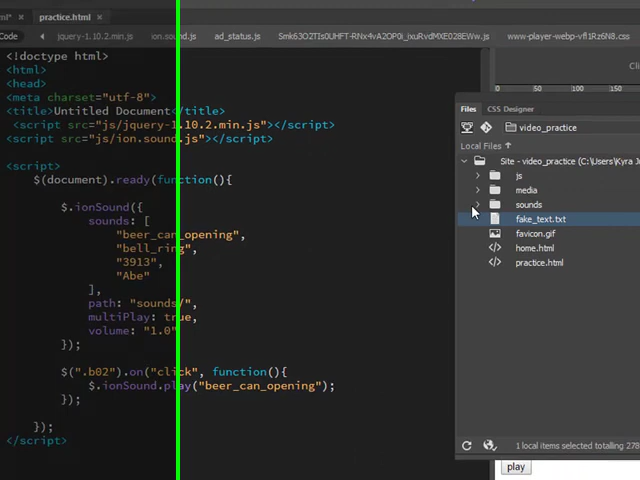 practice.html ×
Code jquery-1.10.2.min.js ion.sound.js ad_status.js Smk63O2TIs0UHFT-RNx4vA2OP0i_jxuRvdMXE028EWw.js www-player-webp-vfl1Rz6N8.css
<!doctype html>
<html>
<head>
<meta charset="utf-8">
<title>Untitled Document</title>
<script src="js/jquery-1.10.2.min.js"></script>
<script src="js/ion.sound.js"></script>
<script>
$(document).ready(function(){
$.ionSound({
sounds: [
"beer_can_opening",
"bell_ring",
"3913",
"Abe"
],
path: "sounds/",
multiPlay: true,
volume: "1.0"
});
$(".b02").on("click", function(){
$.ionSound.play("beer_can_opening");
});
});
</script>
Cli
50 100 150 200
Files CSS Designer
video_practice
Local Files
Site - video_practice (C:\Users\Kyra
js
media
sounds
fake_text.txt
favicon.gif
home.html
practice.html
1 local items selected totalling 278
play